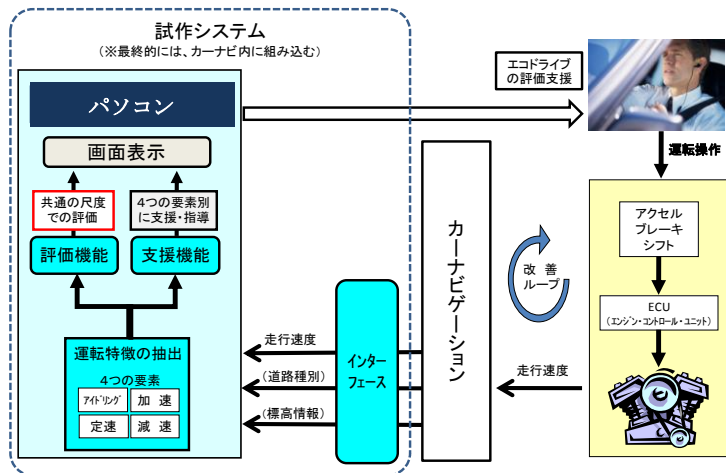 試作システム
(※最終的には、カーナビ内に組み込む)
パソコン
画面表示
共通の尺度
での評価
4つの要素別
に支援・指導
評価機能
支援機能
運転特徴の抽出
4つの要素
アイドリング
加 速
定速
減 速
走行速度
(道路種別)
(標高情報)
インター
フェース
カーナビゲーション
エコドライブ
の評価支援
改 善
ループ
走行速度
運転操作
アクセル
ブレーキ
シフト
ECU
(エンジン・コントロール・ユニット)